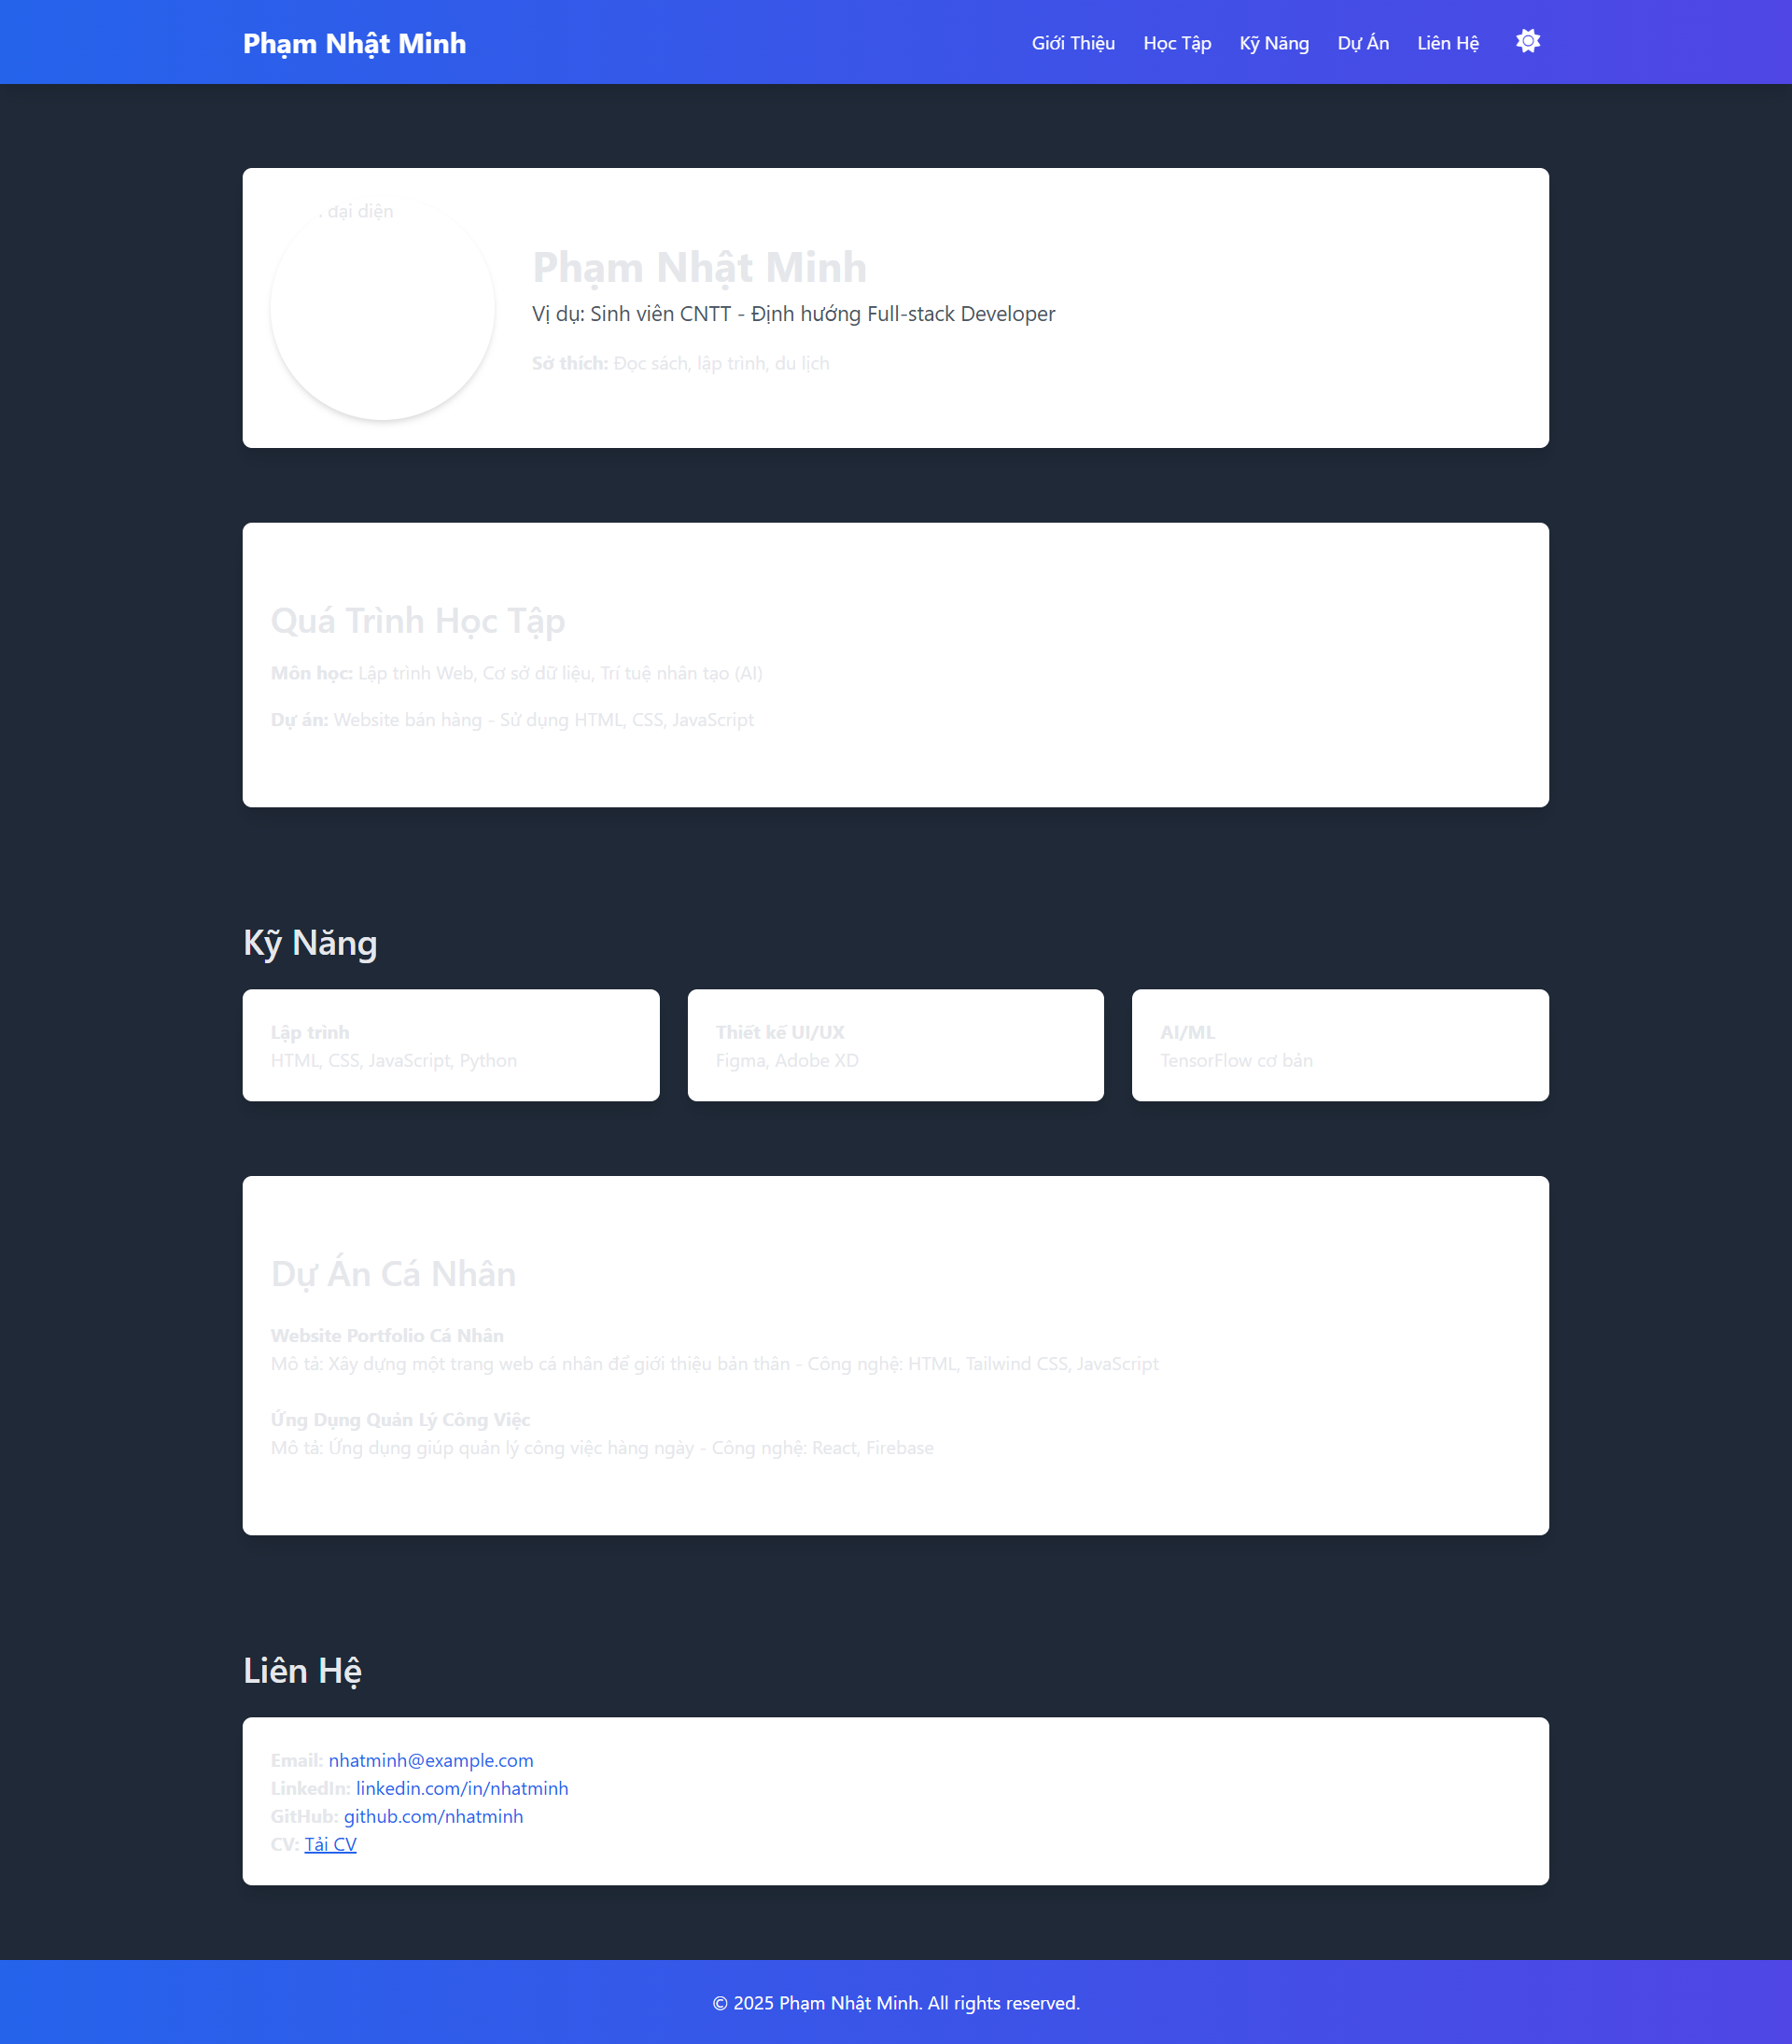 Phạm Nhật Minh
Giới Thiệu Học Tập Kỹ Năng Dự Án Liên Hệ
đại diện
Phạm Nhật Minh
Vị dụ: Sinh viên CNTT - Định hướng Full-stack Developer
Sở thích: Đọc sách, lập trình, du lịch
Quá Trình Học Tập
Môn học: Lập trình Web, Cơ sở dữ liệu, Trí tuệ nhân tạo (AI)
Dự án: Website bán hàng - Sử dụng HTML, CSS, JavaScript
Kỹ Năng
Lập trình
HTML, CSS, JavaScript, Python
Thiết kế UI/UX
Figma, Adobe XD
AI/ML
TensorFlow cơ bản
Dự Án Cá Nhân
Website Portfolio Cá Nhân
Mô tả: Xây dựng một trang web cá nhân để giới thiệu bản thân - Công nghệ: HTML, Tailwind CSS, JavaScript
Ứng Dụng Quản Lý Công Việc
Mô tả: Ứng dụng giúp quản lý công việc hàng ngày - Công nghệ: React, Firebase
Liên Hệ
Email: nhatminh@example.com
LinkedIn: linkedin.com/in/nhatminh
GitHub: github.com/nhatminh
CV: Tải CV
© 2025 Phạm Nhật Minh. All rights reserved.